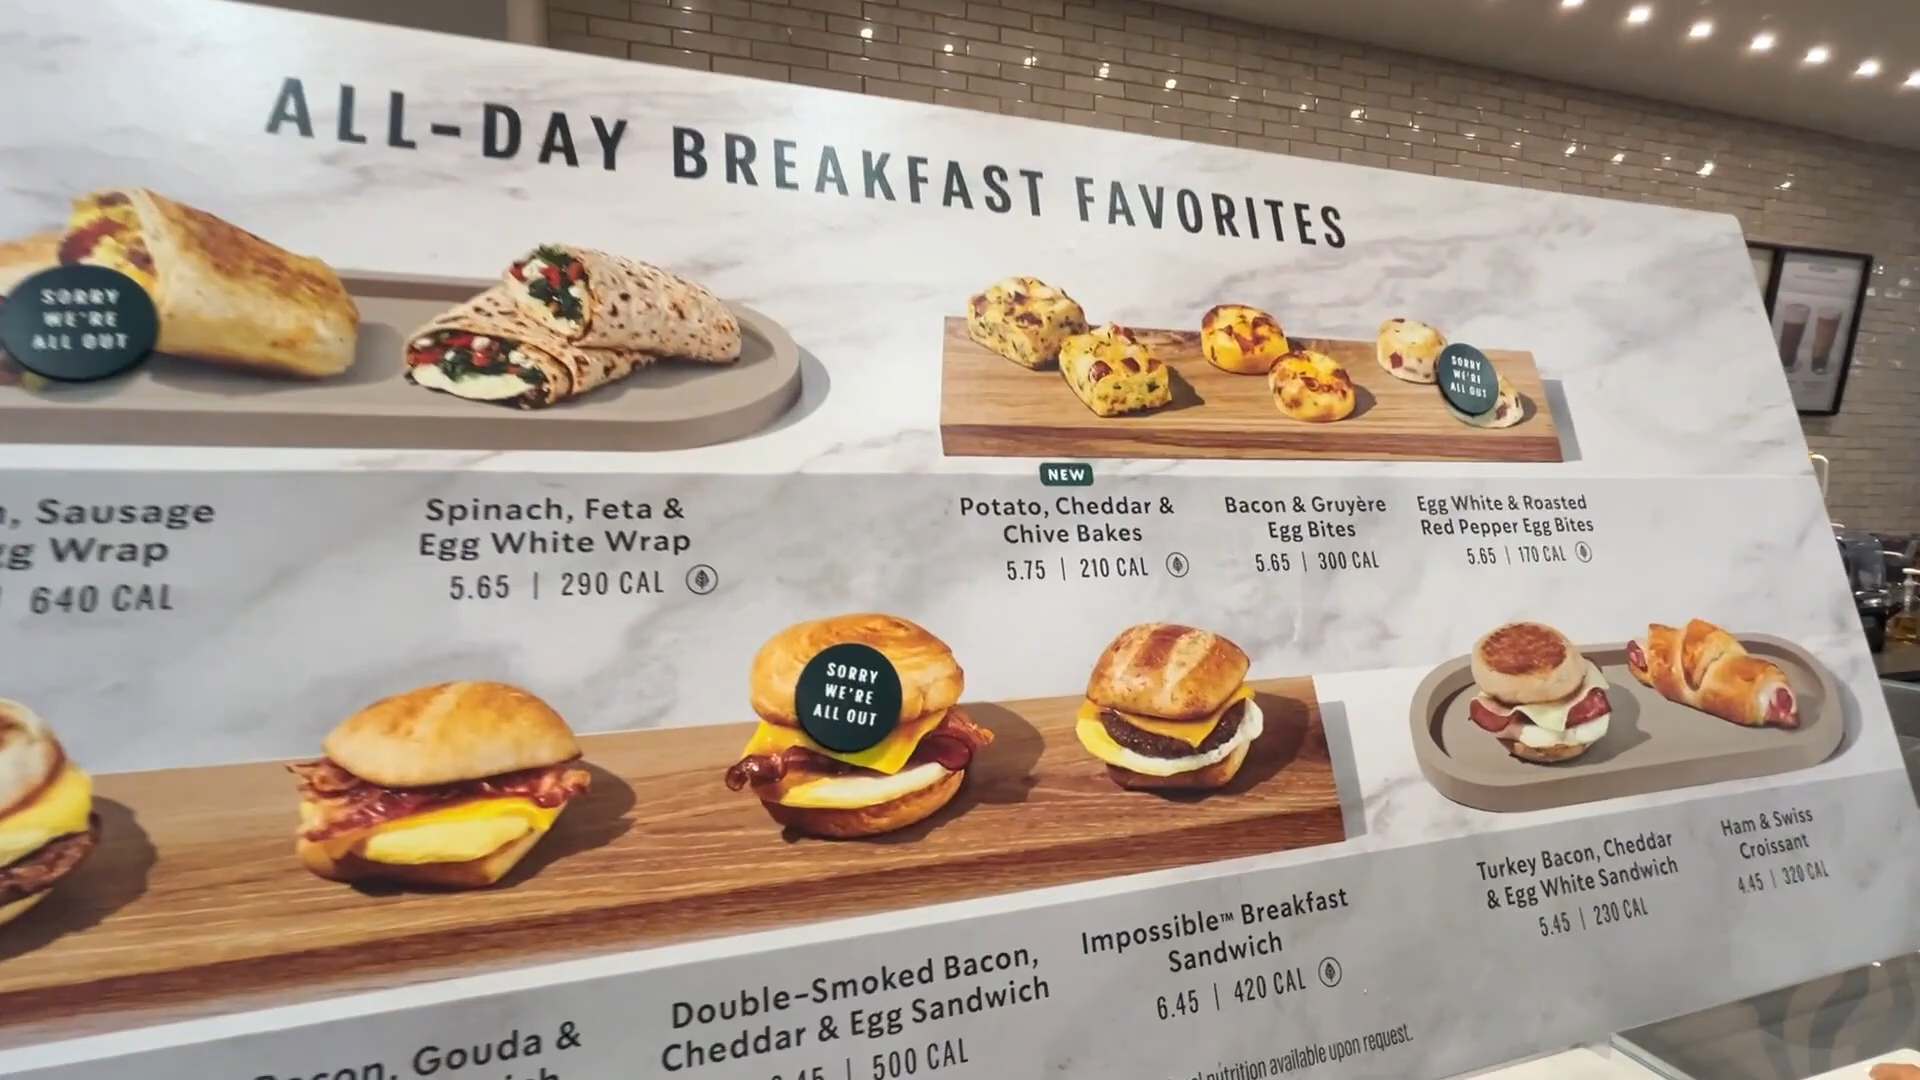 ALL-DAY BREAKFAST FAVORITES
SORRY
WE'RE
ALL OUT
SORRY
WE'RE
ALL OUT
Sausage
Wrap
640 CAL
Spinach, Feta &
Egg White Wrap
5.65 | 290 CAL
NEW
Potato, Cheddar &
Chive Bakes
5.75 | 210 CAL
Bacon & Gruyère
Egg Bites
5.65 | 300 CAL
Egg White & Roasted
Red Pepper Egg Bites
5.65 | 170 CAL
SORRY
WE'RE
ALL OUT
Gouda &
Double-Smoked Bacon,
Cheddar & Egg Sandwich
500 CAL
Impossible™ Breakfast
Sandwich
6.45 | 420 CAL
Turkey Bacon, Cheddar
& Egg White Sandwich
5.45 | 230 CAL
Ham & Swiss
Croissant
4.45 | 320 CAL
nutrition available upon request.